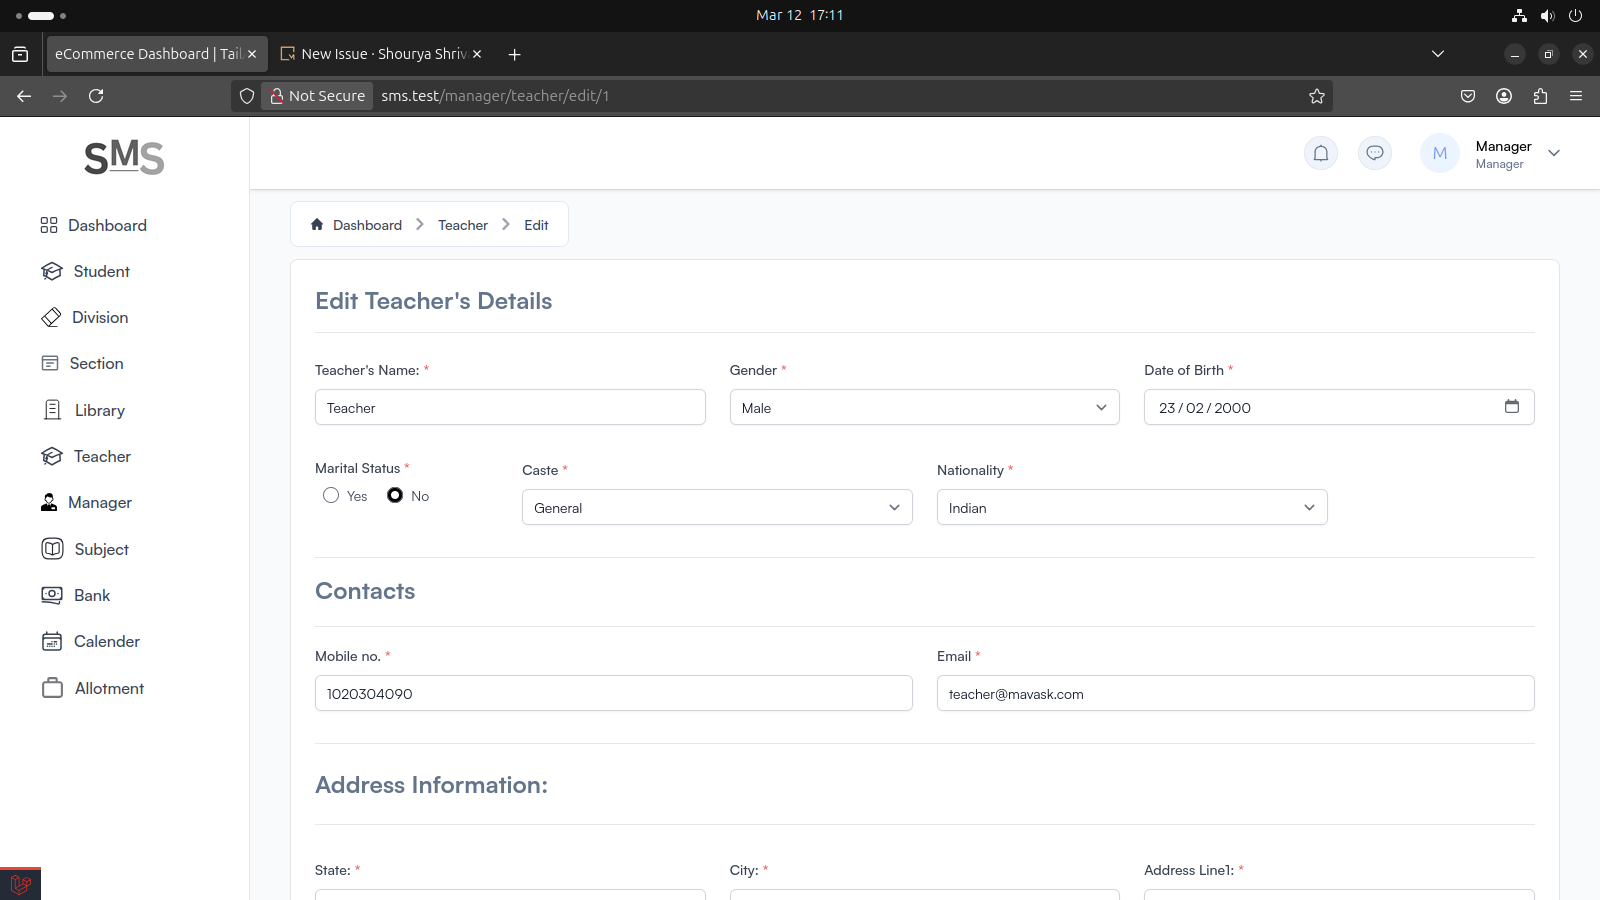 Mar 12 17:11
eCommerce Dashboard | Tail
New Issue · Shourya Shriv
Not Secure
sms.test/manager/teacher/edit/1
SMS
M
Manager
Manager
Dashboard
Student
Division
Section
Library
Teacher
Manager
Subject
Bank
Calender
Allotment
Dashboard
Teacher
Edit
Edit Teacher's Details
Teacher's Name: *
Gender *
Date of Birth *
Teacher
Male
23 / 02 / 2000
Marital Status *
Caste *
Nationality *
Yes
No
General
Indian
Contacts
Mobile no. *
Email *
1020304090
teacher@mavask.com
Address Information:
State: *
City: *
Address Line1: *